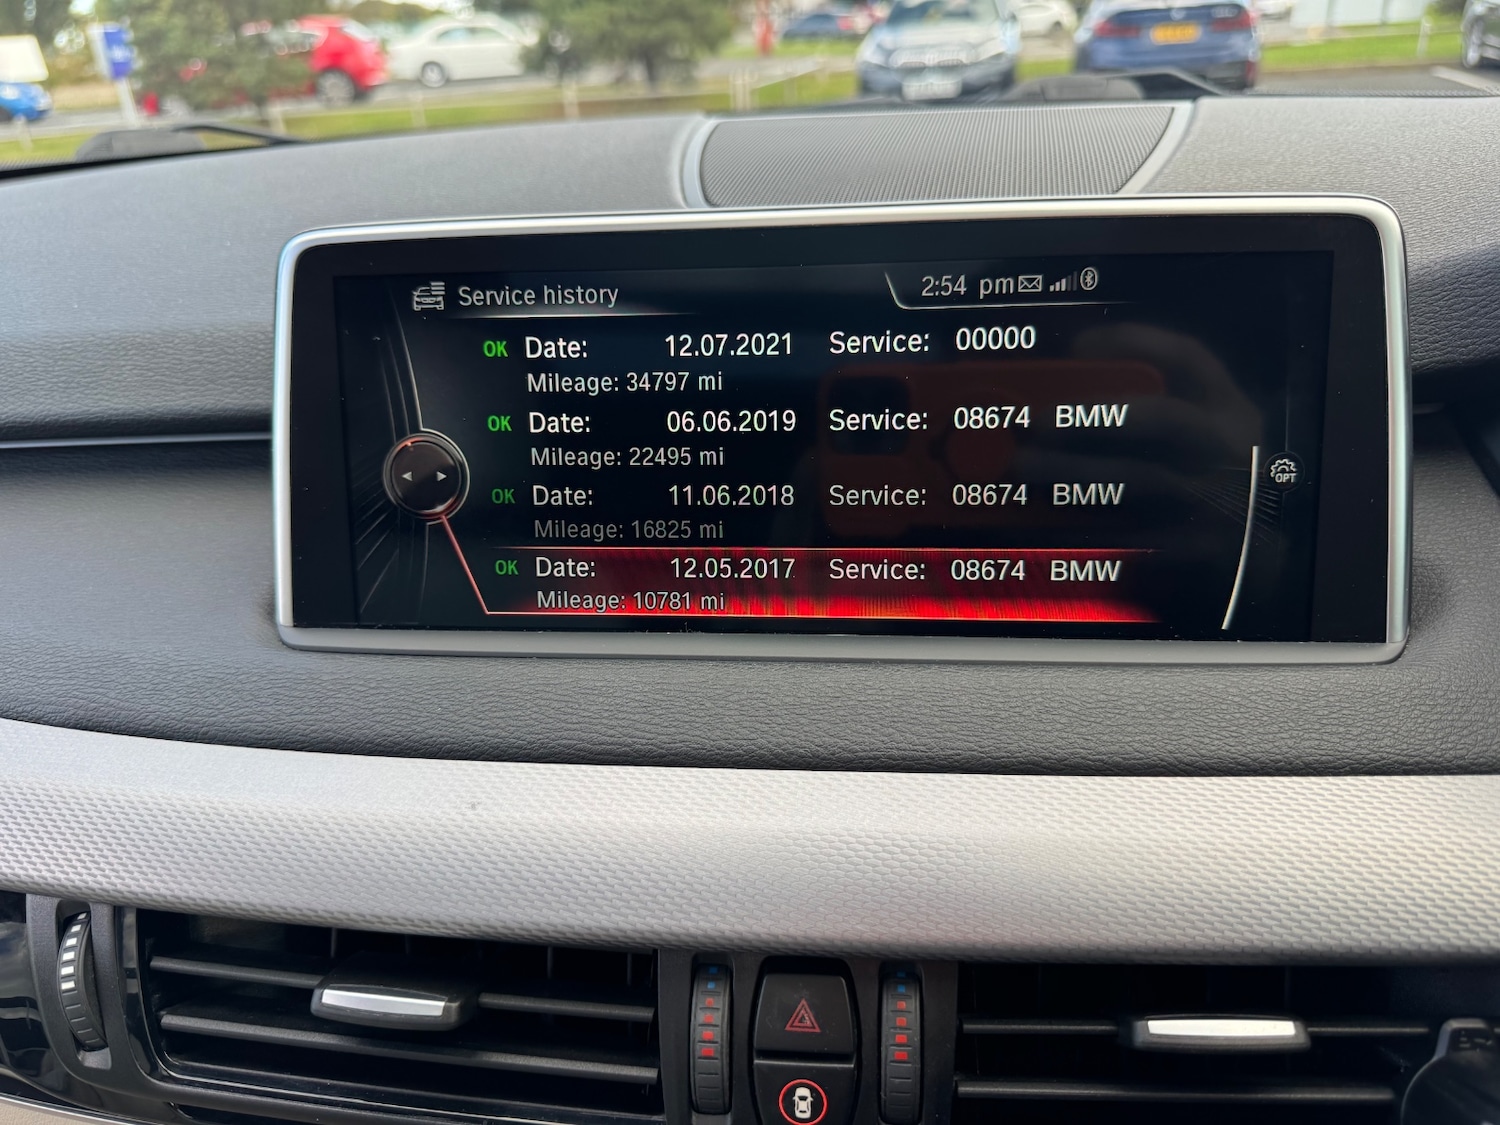 Service history 2:54 pm
OK Date: 12.07.2021 Service: 00000
Mileage: 34797 mi
OK Date: 06.06.2019 Service: 08674 BMW
Mileage: 22495 mi
OK Date: 11.06.2018 Service: 08674 BMW
Mileage: 16825 mi
OPT
OK Date: 12.05.2017 Service: 08674 BMW
Mileage: 10781 mi